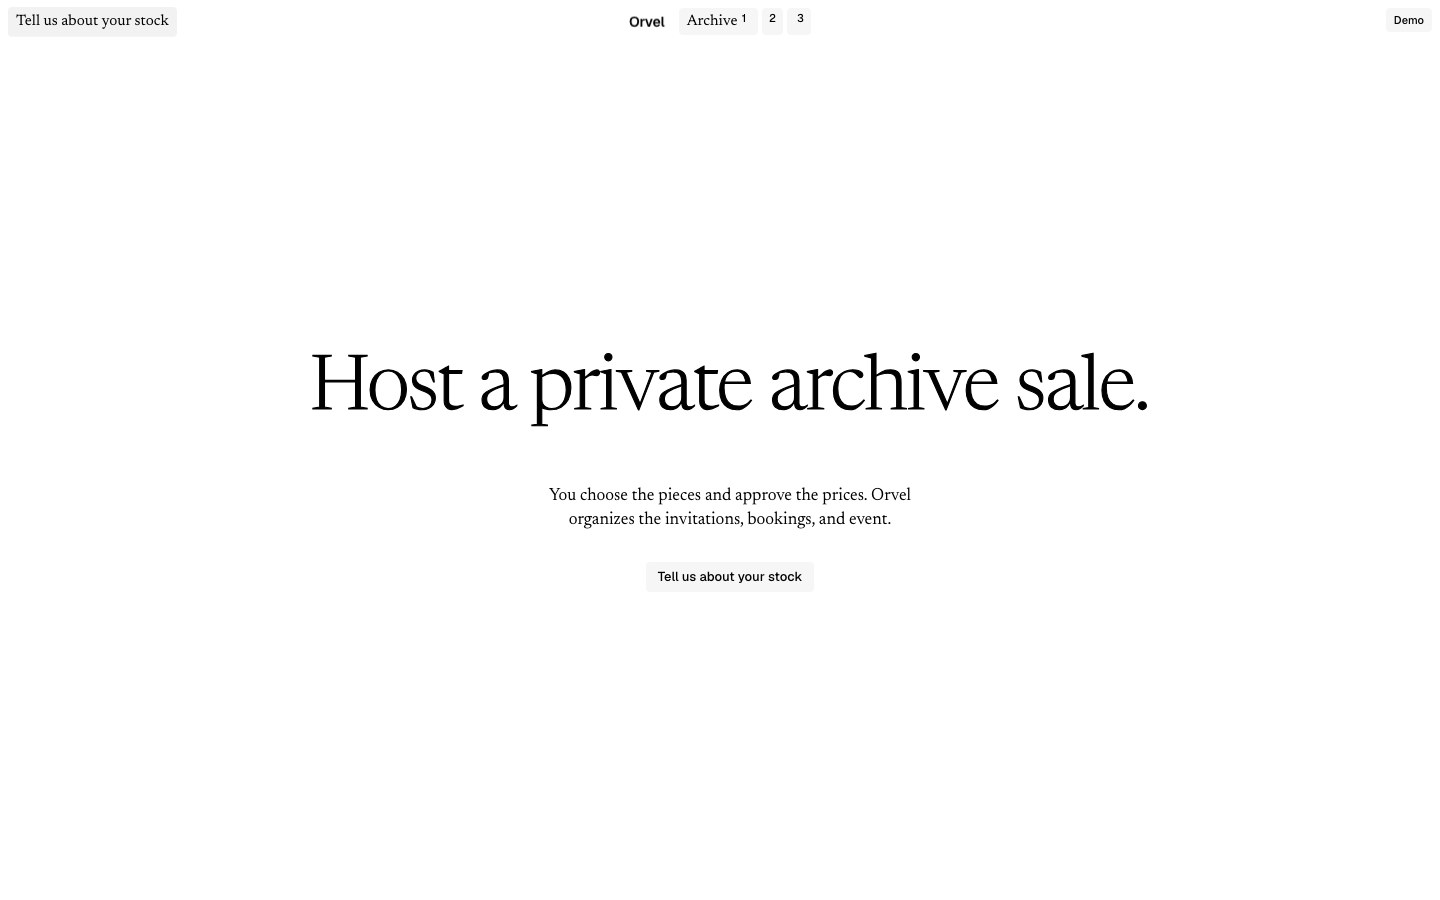 Tell us about your stock
Orvel
Archive 1
2
3
Demo
Host a private archive sale.
You choose the pieces and approve the prices. Orvel
organizes the invitations, bookings, and event.
Tell us about your stock